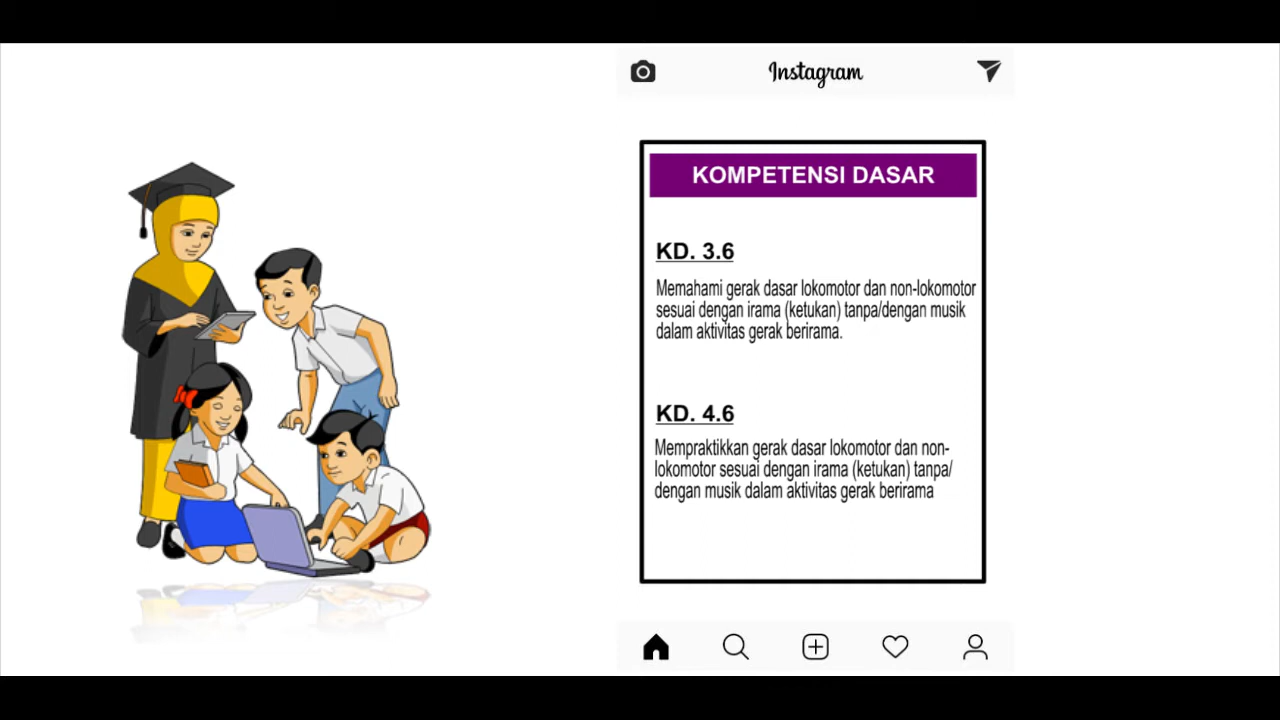 Instagram
KOMPETENSI DASAR
KD. 3.6
Memahami gerak dasar lokomotor dan non-lokomotor
sesuai dengan irama (ketukan) tanpa/dengan musik
dalam aktivitas gerak berirama.
KD. 4.6
Mempraktikkan gerak dasar lokomotor dan non-
lokomotor sesuai dengan irama (ketukan) tanpa/
dengan musik dalam aktivitas gerak berirama